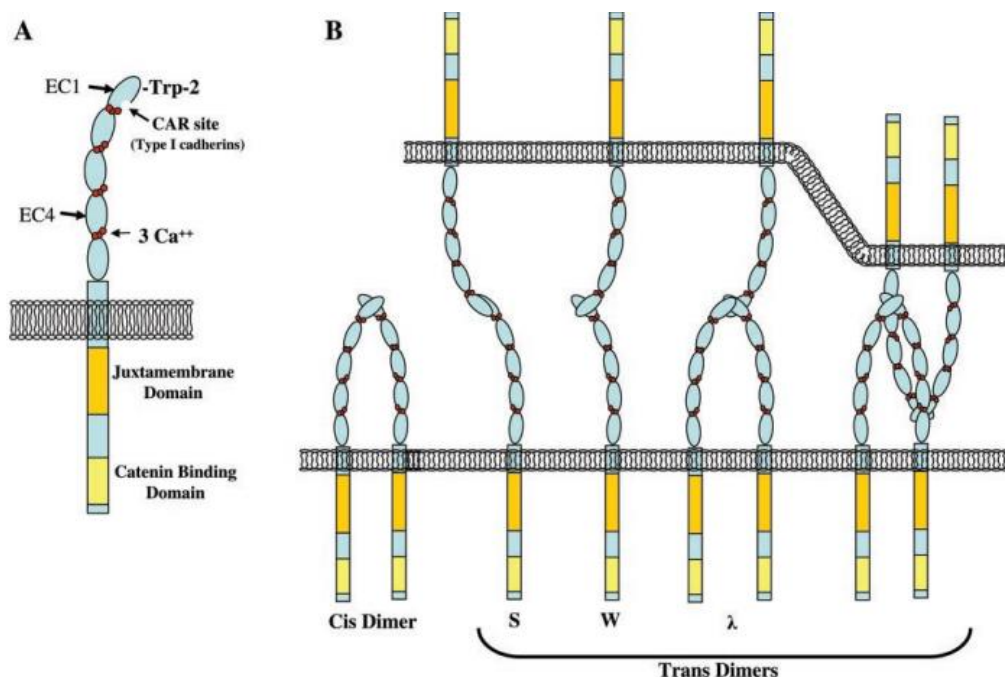 A
EC1
-Trp-2
CAR site
(Type I cadherins)
EC4
3 Ca⁺⁺
Juxtamembrane
Domain
Catenin Binding
Domain
B
Cis Dimer
S
W
λ
Trans Dimers